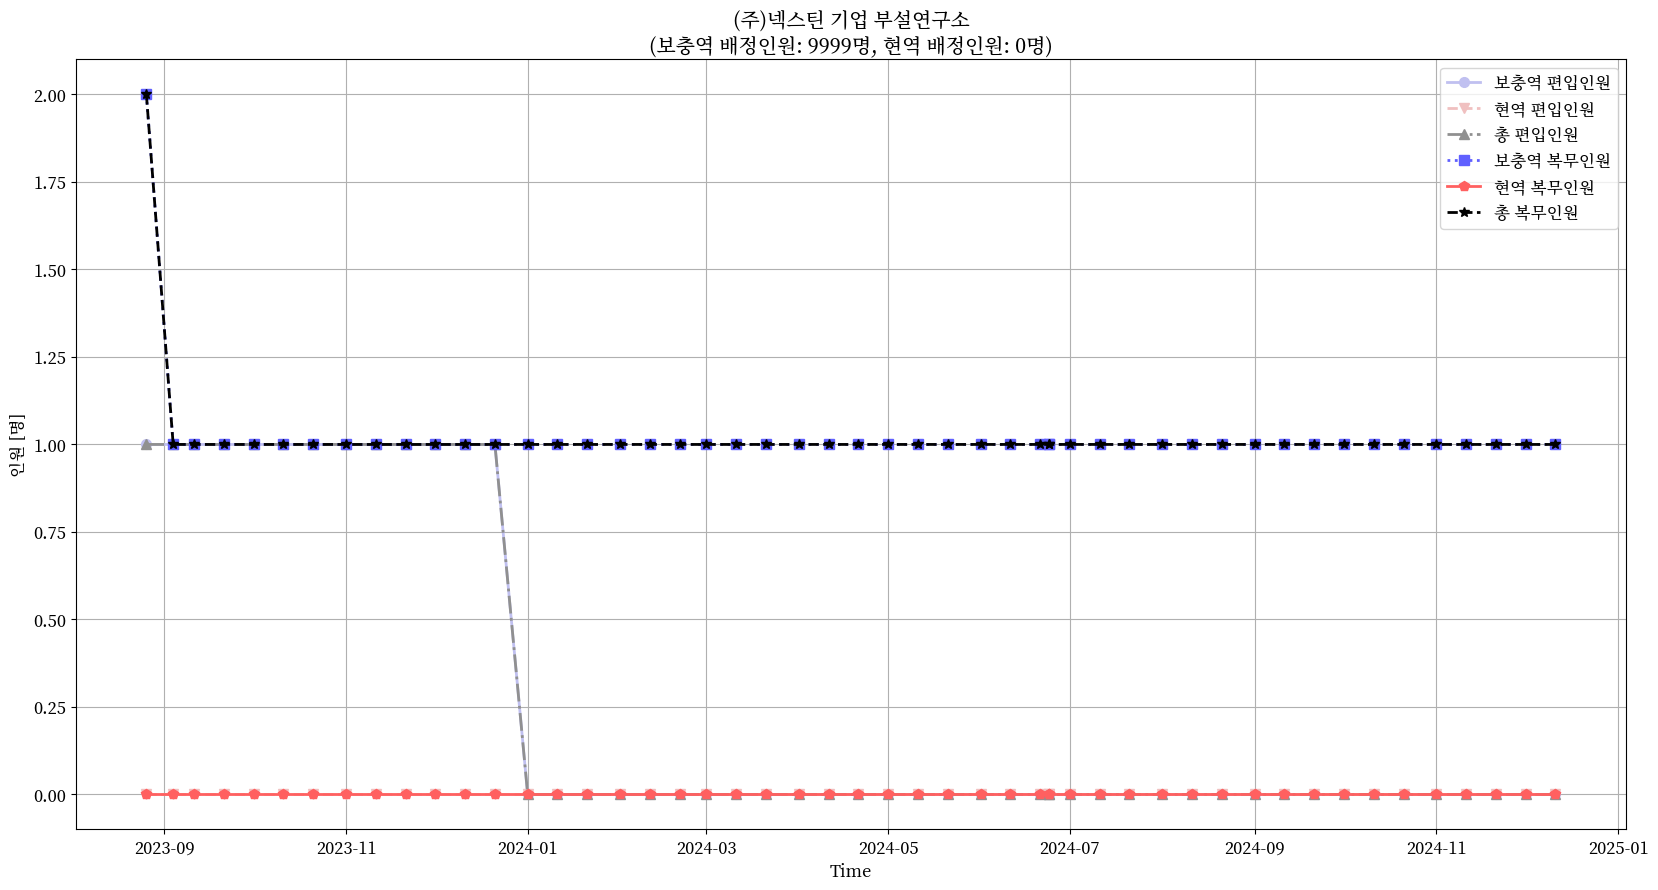 (주)넥스틴 기업 부설연구소
(보충역 배정인원: 9999명, 현역 배정인원: 0명)
보충역 편입인원
현역 편입인원
총 편입인원
보충역 복무인원
현역 복무인원
총 복무인원
2.00
1.75
1.50
1.25
1.00
0.75
0.50
0.25
0.00
인원 [명]
2023-09 2023-11 2024-01 2024-03 2024-05 2024-07 2024-09 2024-11 2025-01
Time